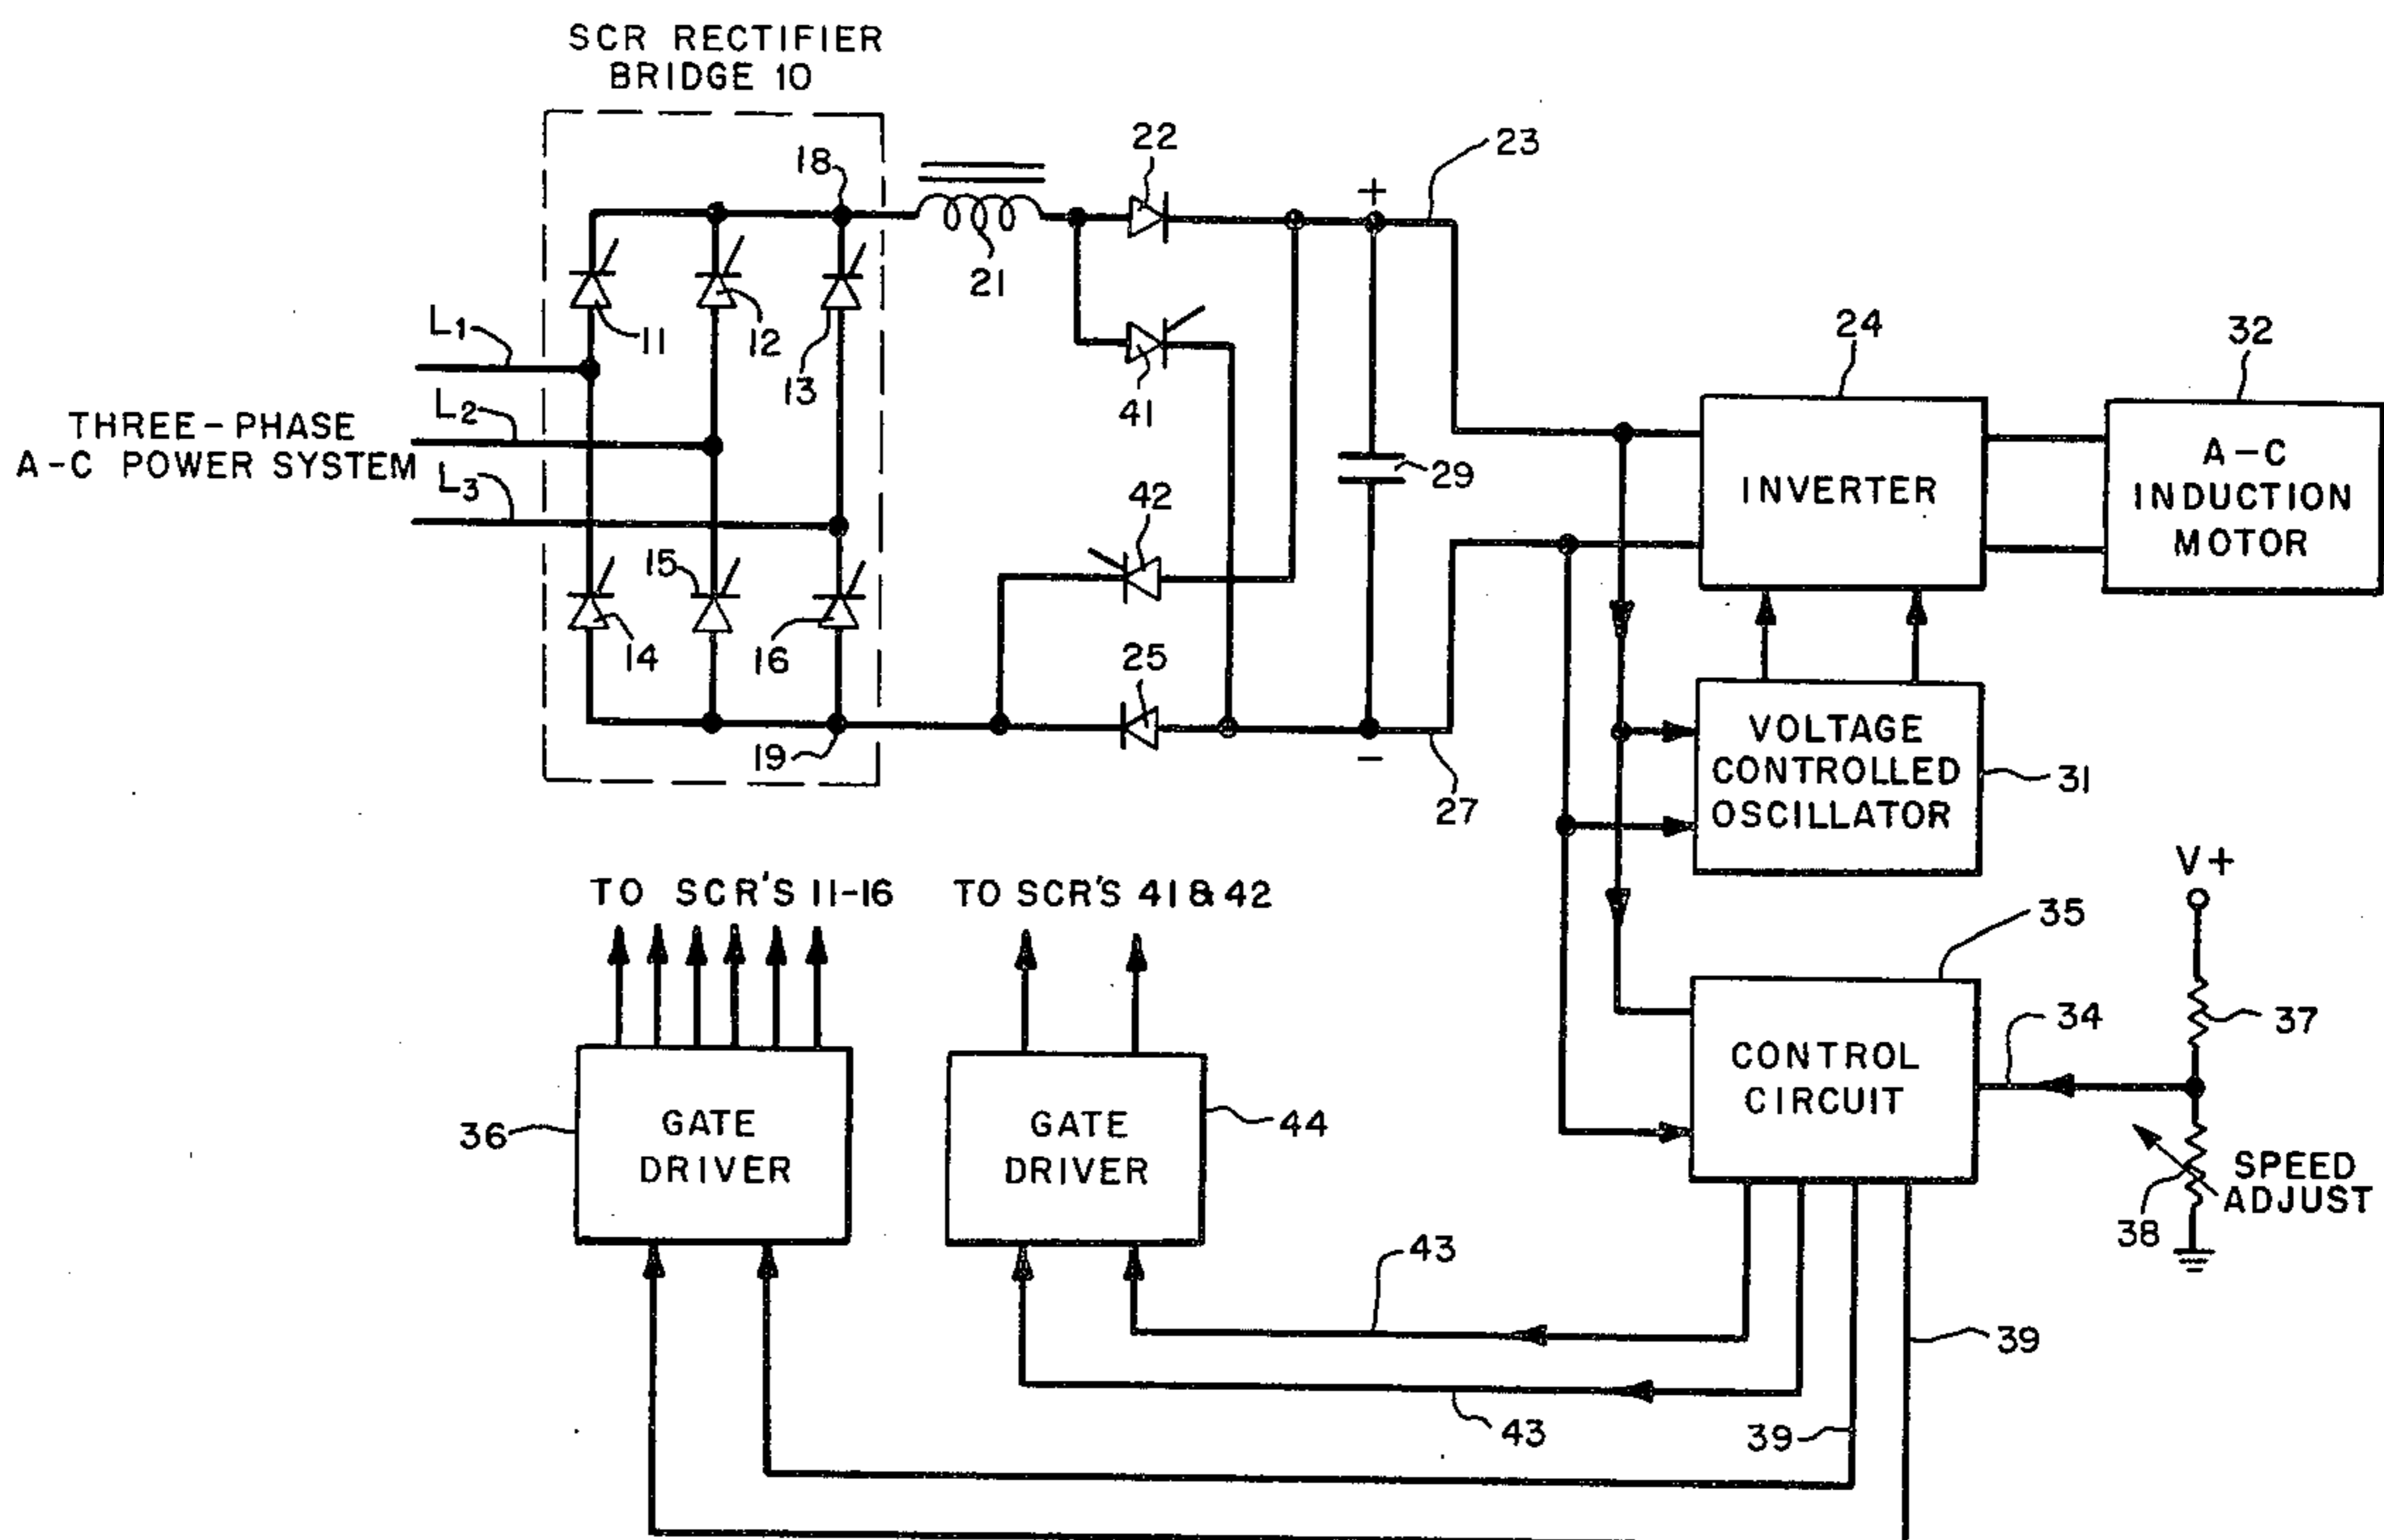 SCR RECTIFIER
BRIDGE 10
18
22
+
23
21
L1
11
12
13
41
24
32
THREE-PHASE
A-C POWER SYSTEM
L2
L3
29
INVERTER
A-C
INDUCTION
MOTOR
42
15
14
16
25
19
−
27
VOLTAGE
CONTROLLED
OSCILLATOR
31
V+
TO SCR'S 11-16
TO SCR'S 41 & 42
35
34
37
36
GATE
DRIVER
GATE
DRIVER
44
CONTROL
CIRCUIT
38
SPEED
ADJUST
43
39
43
39